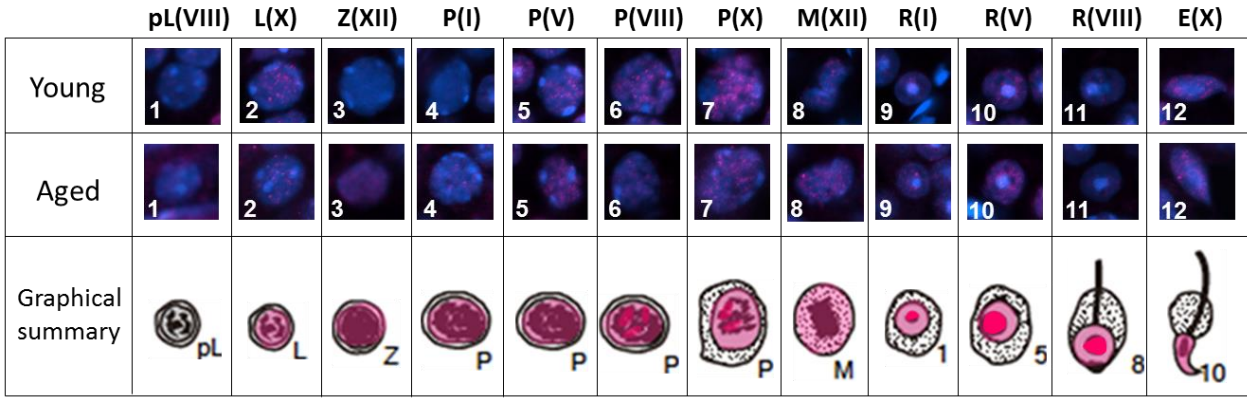 pL(VIII) L(X) Z(XII) P(I) P(V) P(VIII) P(X) M(XII) R(I) R(V) R(VIII) E(X)
Young 1 2 3 4 5 6 7 8 9 10 11 12
Aged 1 2 3 4 5 6 7 8 9 10 11 12
Graphical
summary
pL L Z P P P P M 1 5 8 10